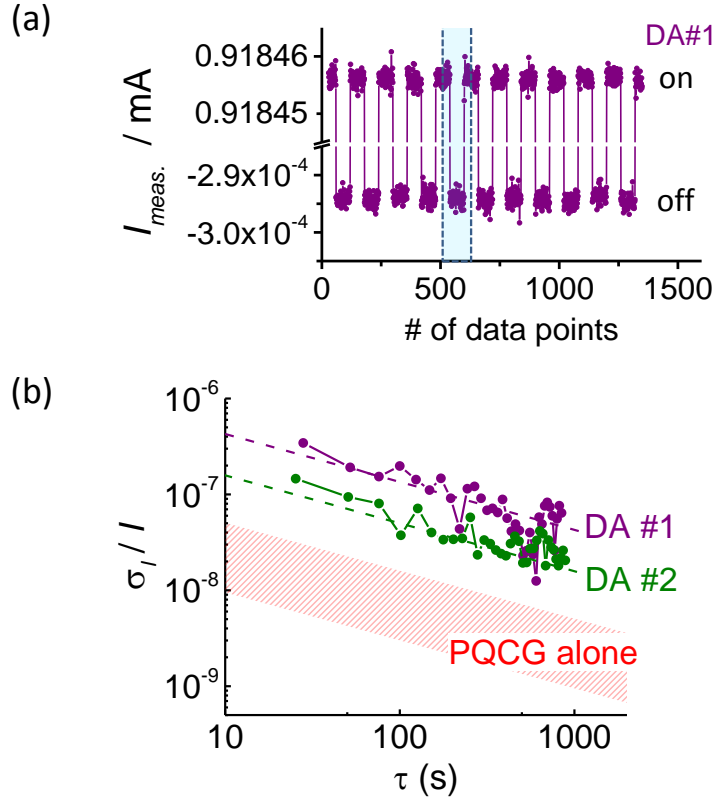 (a)
DA#1
0.91846
on
0.91845
I meas. / mA
-2.9x10⁻⁴
off
-3.0x10⁻⁴
0 500 1000 1500
# of data points
(b)
10⁻⁶
10⁻⁷
DA #1
σ_I / I
DA #2
10⁻⁸
PQCG alone
10⁻⁹
10 100 1000
τ (s)